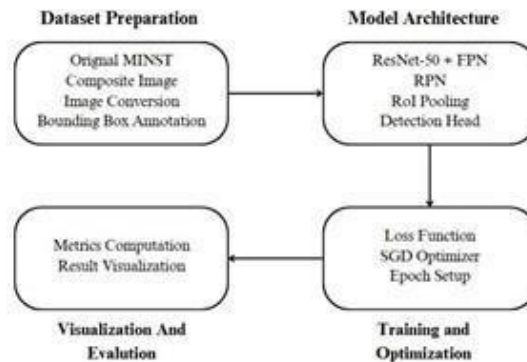 Dataset Preparation
Orignal MINST
Composite Image
Image Conversion
Bounding Box Annotation
Model Architecture
ResNet-50 + FPN
RPN
RoI Pooling
Detection Head
Loss Function
SGD Optimizer
Epoch Setup
Training and
Optimization
Metrics Computation
Result Visualization
Visualization And
Evalution